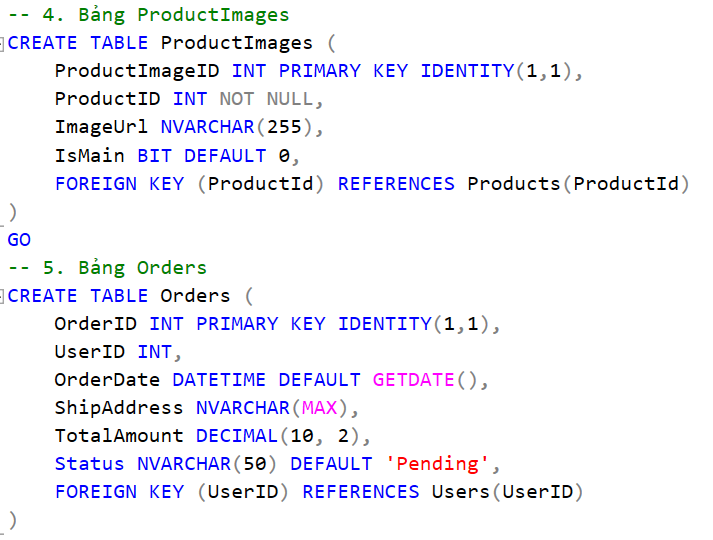 -- 4. Bảng ProductImages
CREATE TABLE ProductImages (
    ProductImageID INT PRIMARY KEY IDENTITY(1,1),
    ProductID INT NOT NULL,
    ImageUrl NVARCHAR(255),
    IsMain BIT DEFAULT 0,
    FOREIGN KEY (ProductId) REFERENCES Products(ProductId)
)
GO
-- 5. Bảng Orders
CREATE TABLE Orders (
    OrderID INT PRIMARY KEY IDENTITY(1,1),
    UserID INT,
    OrderDate DATETIME DEFAULT GETDATE(),
    ShipAddress NVARCHAR(MAX),
    TotalAmount DECIMAL(10, 2),
    Status NVARCHAR(50) DEFAULT 'Pending',
    FOREIGN KEY (UserID) REFERENCES Users(UserID)
)